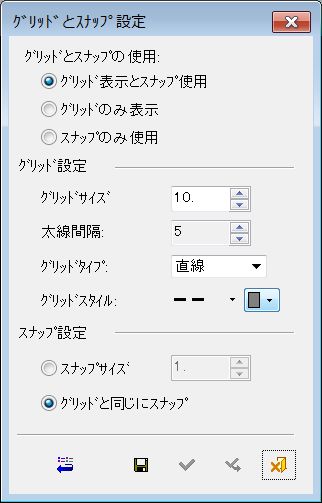 ｸﾞﾘｯﾄﾞとｽﾅｯﾌﾟ設定
ｸﾞﾘｯﾄﾞとｽﾅｯﾌﾟの使用:
ｸﾞﾘｯﾄﾞ表示とｽﾅｯﾌﾟ使用
ｸﾞﾘｯﾄﾞのみ表示
ｽﾅｯﾌﾟのみ使用
ｸﾞﾘｯﾄﾞ設定
ｸﾞﾘｯﾄﾞｻｲｽﾞ 10.
太線間隔: 5
ｸﾞﾘｯﾄﾞﾀｲﾌﾟ: 直線
ｸﾞﾘｯﾄﾞｽﾀｲﾙ:
ｽﾅｯﾌﾟ設定
ｽﾅｯﾌﾟｻｲｽﾞ 1.
ｸﾞﾘｯﾄﾞと同じにｽﾅｯﾌﾟ